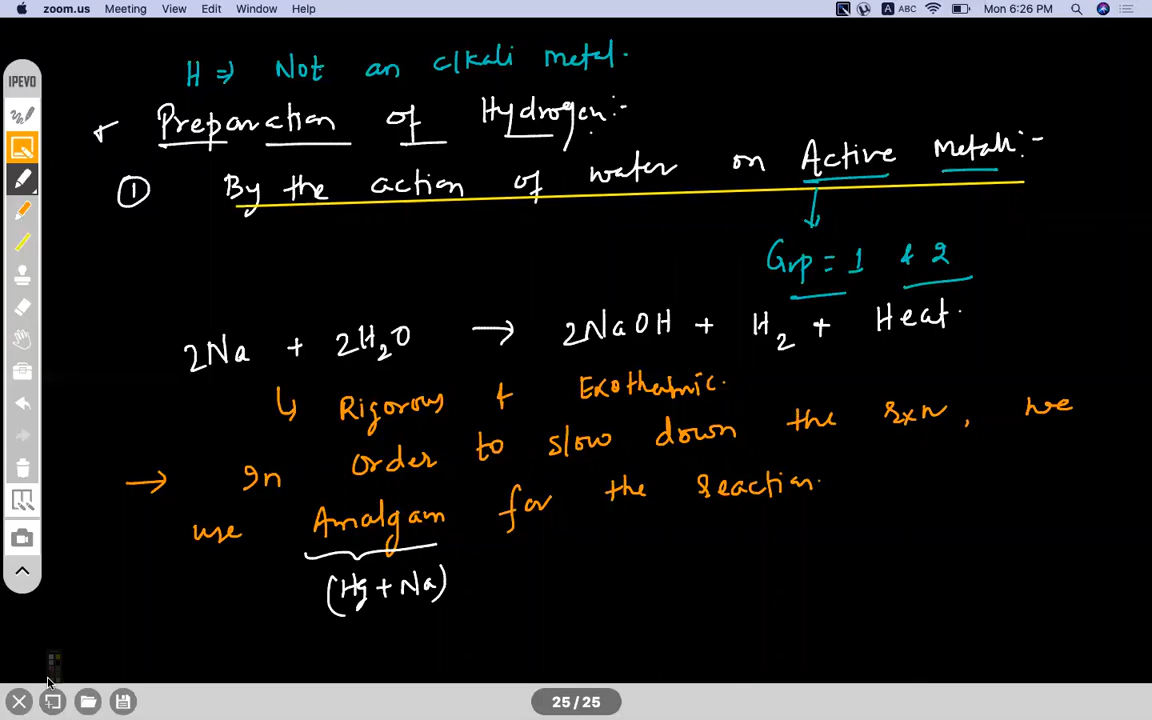 zoom.us Meeting View Edit Window Help A ABC Mon 6:26 PM
IPEVO
H ⇒ Not an alkali metal.
Preparation of Hydrogen:-
① By the action of water on Active Metals:-
Grp = 1 & 2
2Na + 2H₂O → 2NaOH + H₂ + Heat.
↳ Rigorous & Exothermic.
→ In order to slow down the rxn, we
use Amalgam for the reaction.
(Hg + Na)
25 / 25